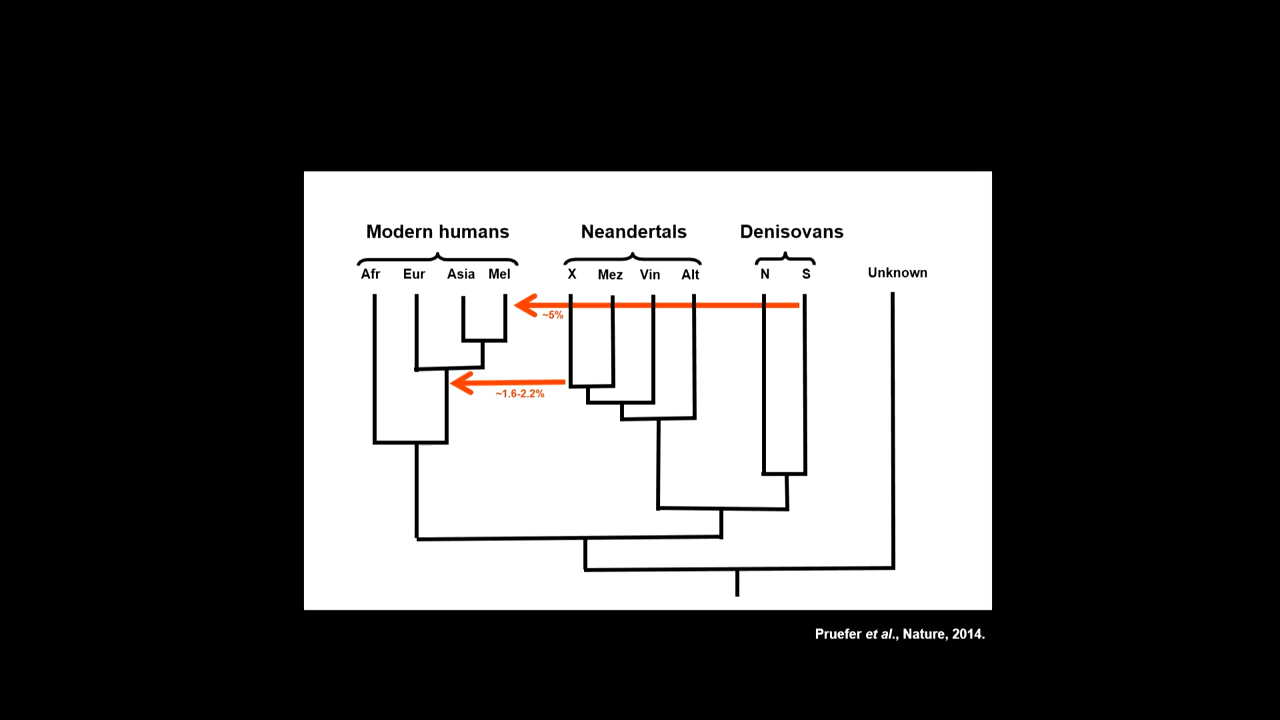 Modern humans Neandertals Denisovans
Afr Eur Asia Mel X Mez Vin Alt N S Unknown
~5%
~1.6-2.2%
Pruefer et al., Nature, 2014.